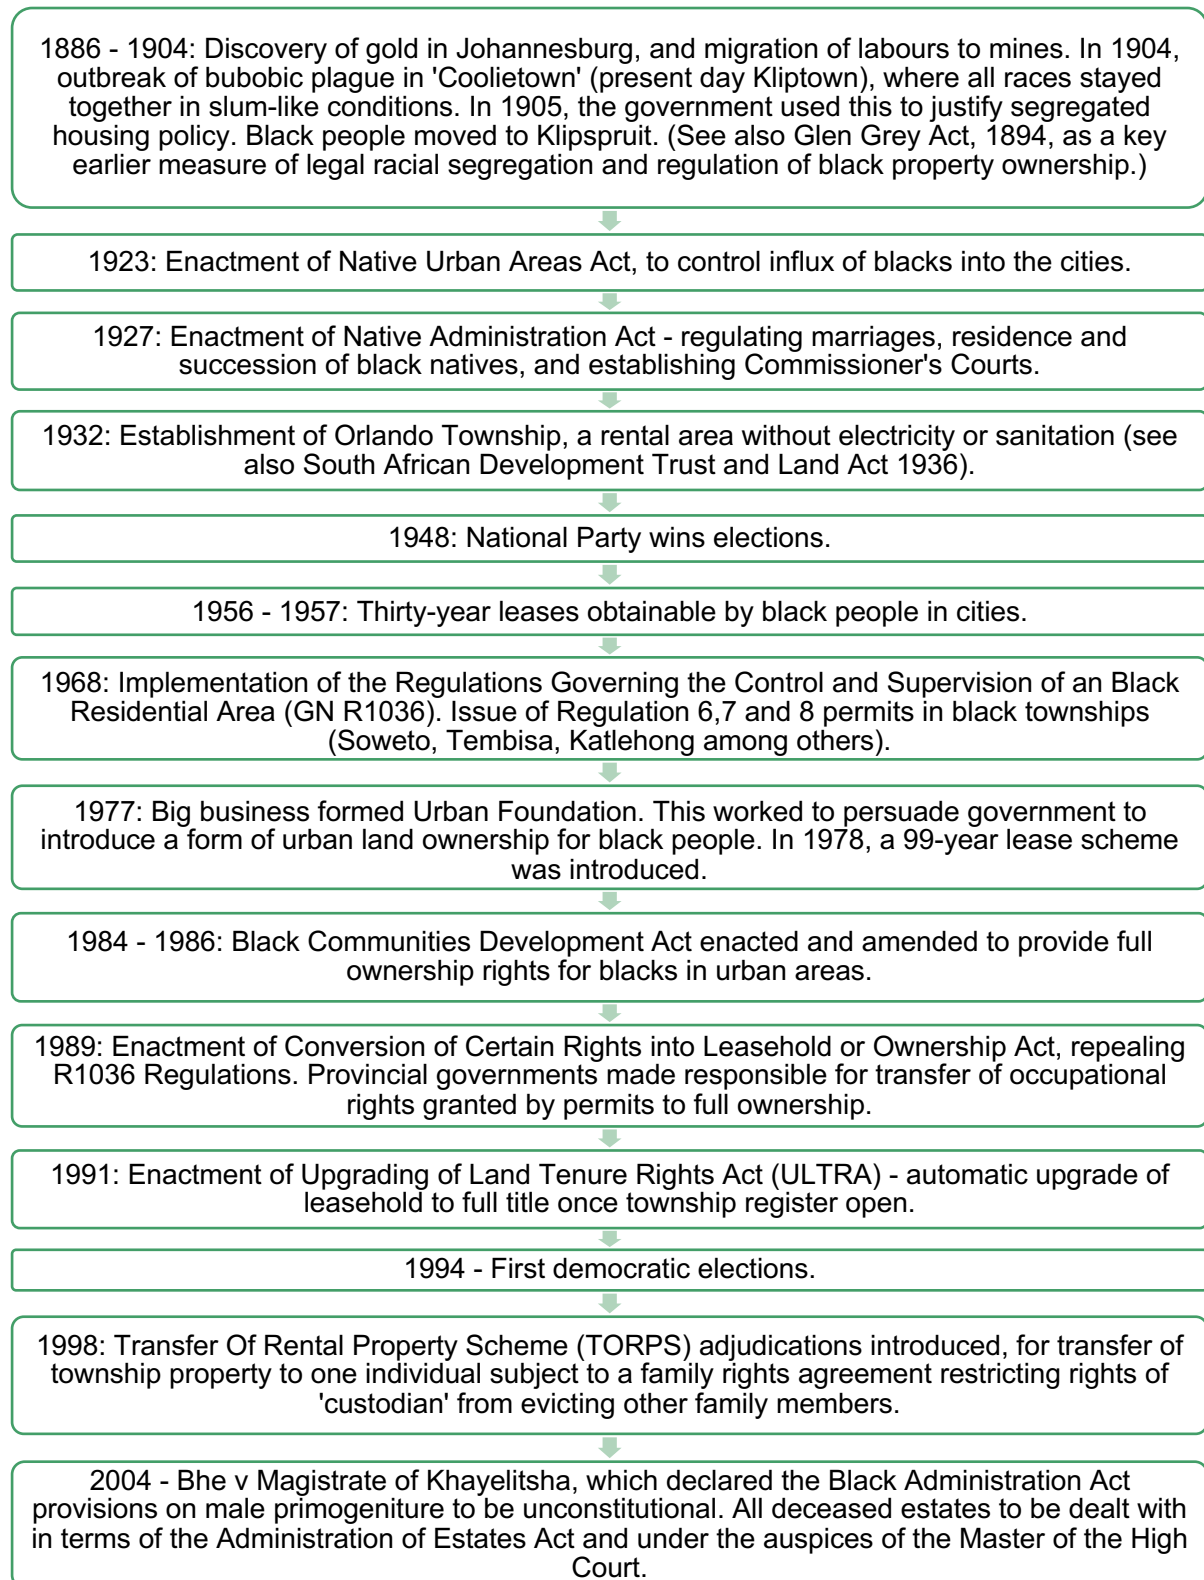 1886 - 1904: Discovery of gold in Johannesburg, and migration of labours to mines. In 1904,
outbreak of bubobic plague in 'Coolietown' (present day Kliptown), where all races stayed
together in slum-like conditions. In 1905, the government used this to justify segregated
housing policy. Black people moved to Klipspruit. (See also Glen Grey Act, 1894, as a key
earlier measure of legal racial segregation and regulation of black property ownership.)
1923: Enactment of Native Urban Areas Act, to control influx of blacks into the cities.
1927: Enactment of Native Administration Act - regulating marriages, residence and
succession of black natives, and establishing Commissioner's Courts.
1932: Establishment of Orlando Township, a rental area without electricity or sanitation (see
also South African Development Trust and Land Act 1936).
1948: National Party wins elections.
1956 - 1957: Thirty-year leases obtainable by black people in cities.
1968: Implementation of the Regulations Governing the Control and Supervision of an Black
Residential Area (GN R1036). Issue of Regulation 6,7 and 8 permits in black townships
(Soweto, Tembisa, Katlehong among others).
1977: Big business formed Urban Foundation. This worked to persuade government to
introduce a form of urban land ownership for black people. In 1978, a 99-year lease scheme
was introduced.
1984 - 1986: Black Communities Development Act enacted and amended to provide full
ownership rights for blacks in urban areas.
1989: Enactment of Conversion of Certain Rights into Leasehold or Ownership Act, repealing
R1036 Regulations. Provincial governments made responsible for transfer of occupational
rights granted by permits to full ownership.
1991: Enactment of Upgrading of Land Tenure Rights Act (ULTRA) - automatic upgrade of
leasehold to full title once township register open.
1994 - First democratic elections.
1998: Transfer Of Rental Property Scheme (TORPS) adjudications introduced, for transfer of
township property to one individual subject to a family rights agreement restricting rights of
'custodian' from evicting other family members.
2004 - Bhe v Magistrate of Khayelitsha, which declared the Black Administration Act
provisions on male primogeniture to be unconstitutional. All deceased estates to be dealt with
in terms of the Administration of Estates Act and under the auspices of the Master of the High
Court.